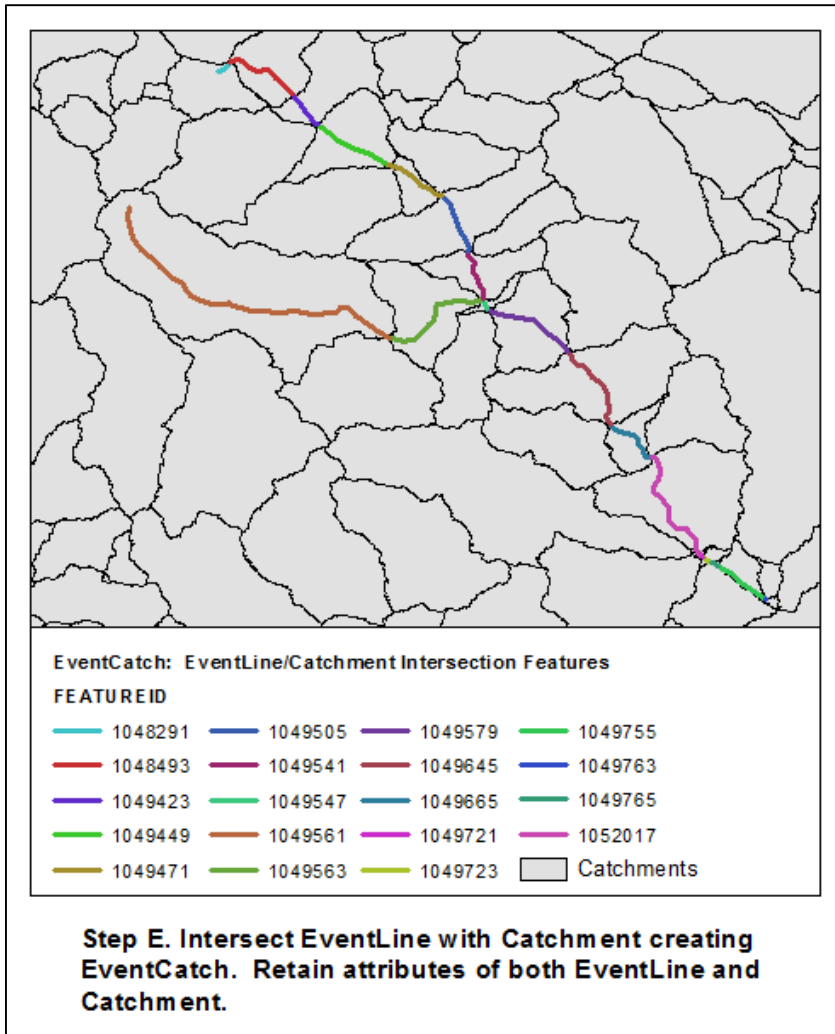 EventCatch: EventLine/Catchment Intersection Features
FEATUREID
1048291 1049505 1049579 1049755
1048493 1049541 1049645 1049763
1049423 1049547 1049665 1049765
1049449 1049561 1049721 1052017
1049471 1049563 1049723 Catchments
Step E. Intersect EventLine with Catchment creating
EventCatch. Retain attributes of both EventLine and
Catchment.